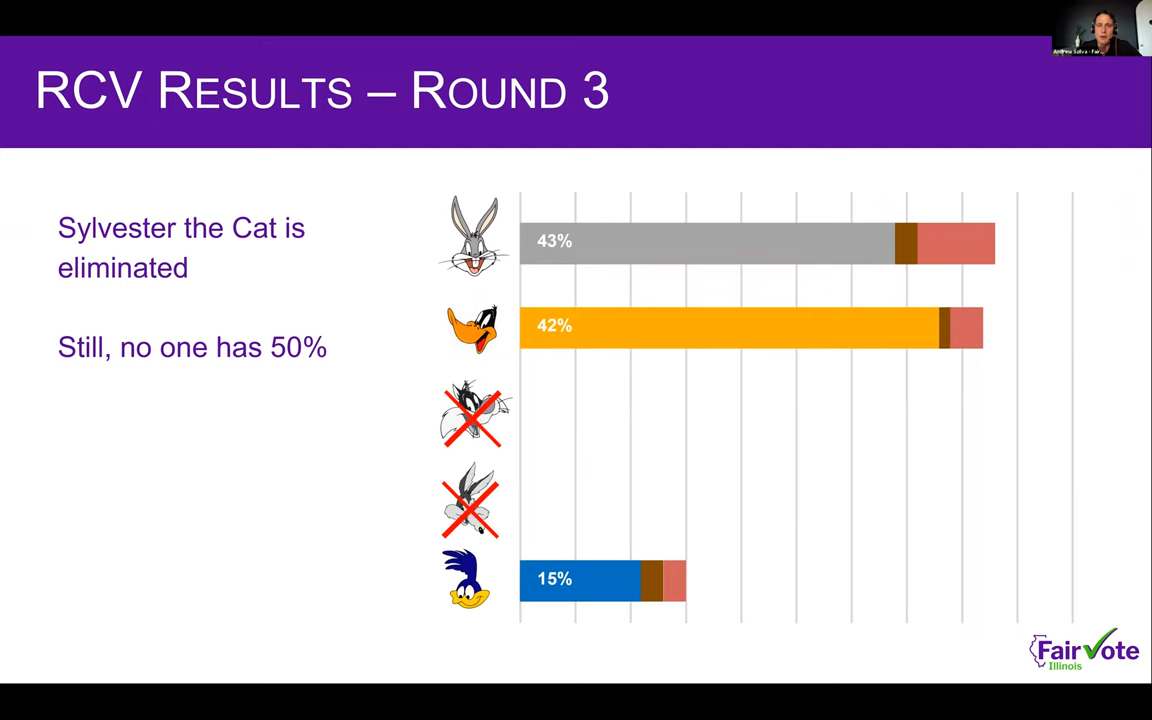 RCV RESULTS – ROUND 3
Sylvester the Cat is
eliminated
Still, no one has 50%
43%
42%
15%
FairVote
Illinois